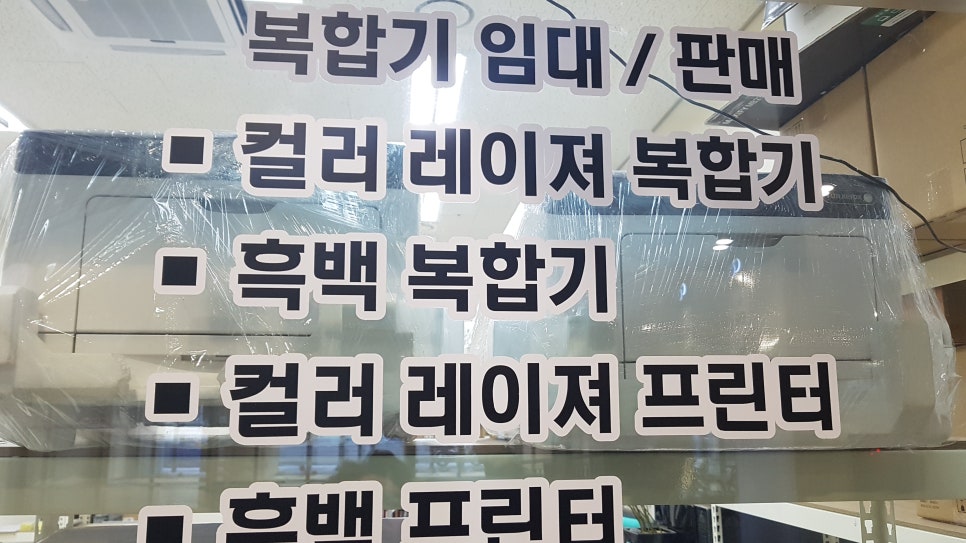 복합기 임대 / 판매
■ 컬러 레이져 복합기
■ 흑백 복합기
■ 컬러 레이져 프린터
■ 흑백 프린터